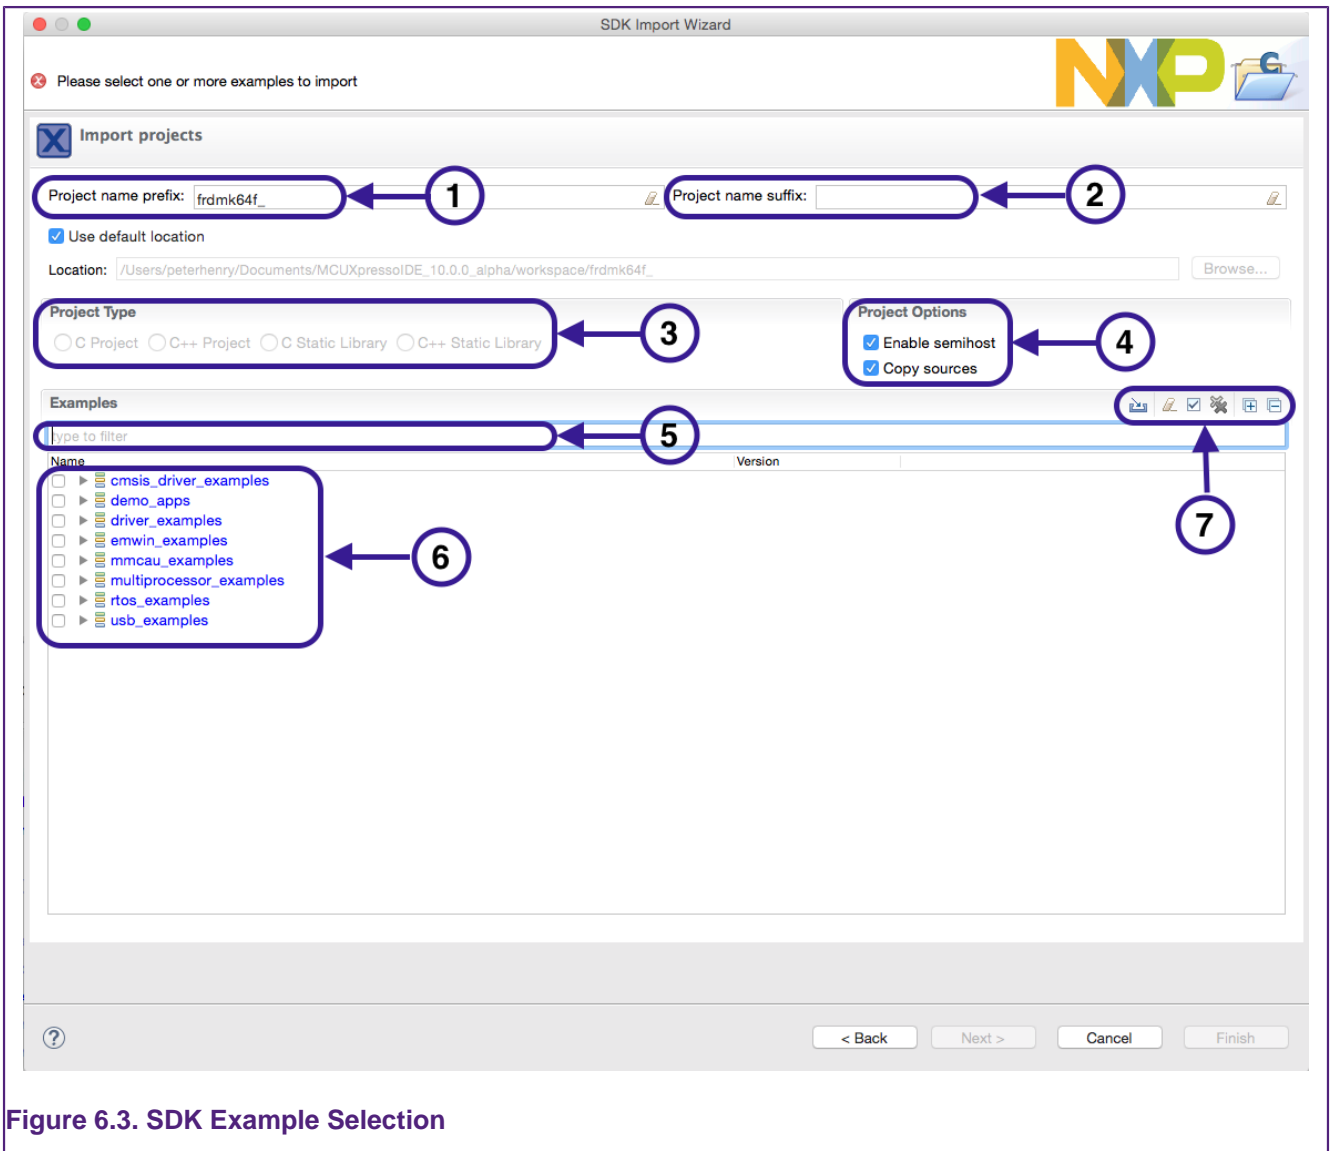 SDK Import Wizard
Please select one or more examples to import
NXP
C
X
Import projects
Project name prefix: frdmk64f_ 1 Project name suffix: 2
Use default location
Location: /Users/peterhenry/Documents/MCUXpressoIDE_10.0.0_alpha/workspace/frdmk64f_ Browse...
Project Type 3 Project Options 4
C Project C++ Project C Static Library C++ Static Library Enable semihost
Copy sources
Examples
type to filter 5
Name Version
cmsis_driver_examples
demo_apps
driver_examples 7
emwin_examples
mmcau_examples 6
multiprocessor_examples
rtos_examples
usb_examples
? < Back Next > Cancel Finish
Figure 6.3. SDK Example Selection